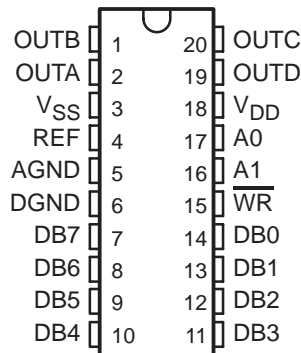 OUTB 1 20 OUTC
OUTA 2 19 OUTD
VSS 3 18 VDD
REF 4 17 A0
AGND 5 16 A1
DGND 6 15 W̅R̅
DB7 7 14 DB0
DB6 8 13 DB1
DB5 9 12 DB2
DB4 10 11 DB3